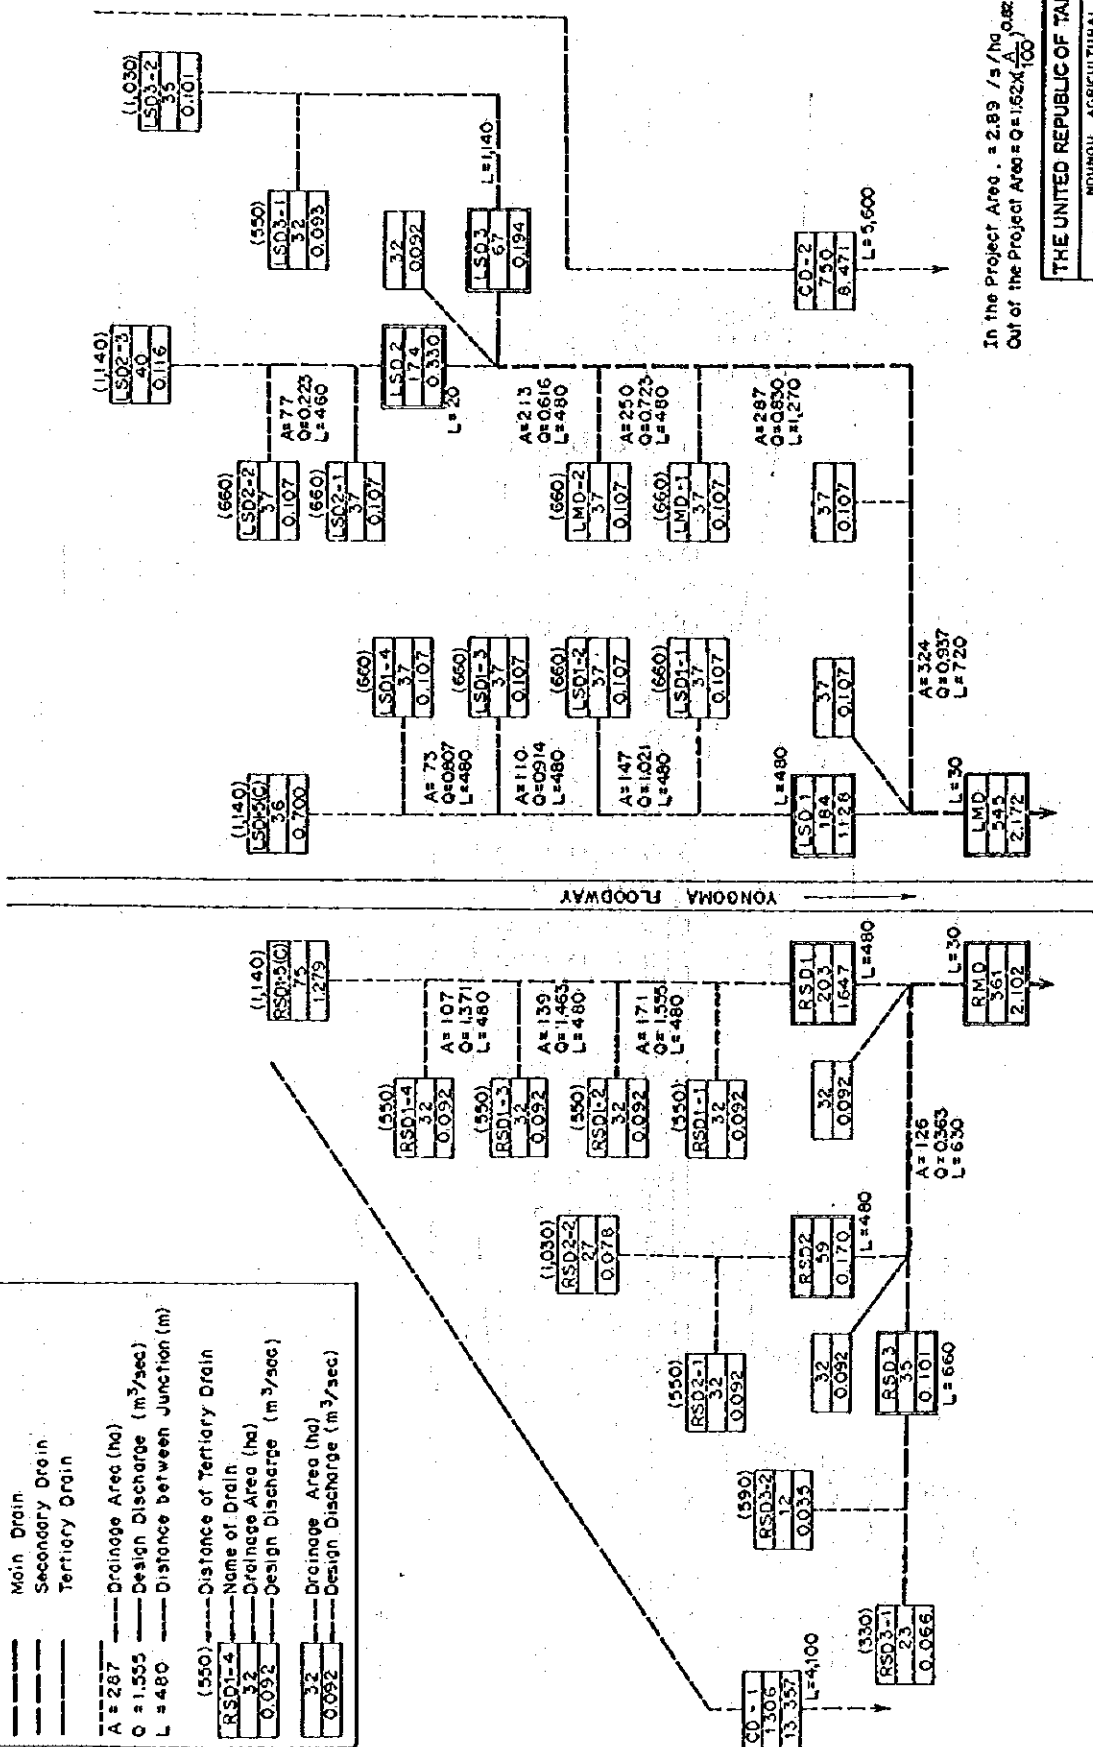 Main Drain
Secondary Drain
Tertiary Drain
A = 287 Drainage Area (ha)
Q = 1.555 Design Discharge (m³/sec)
L = 480 Distance between Junction (m)
(550) Distance of Tertiary Drain
RSD1-4 Name of Drain
32 Drainage Area (ha)
0.092 Design Discharge (m³/sec)
32 Drainage Area (ha)
0.092 Design Discharge (m³/sec)
CD-1
1306
13.357
L=4,100
(330)
RSD3-1
23
0.066
(590)
RSD3-2
12
0.035
RSD3
35
0.101
L=660
32
0.092
(550)
RSD2-1
32
0.092
(1,030)
RSD2-2
27
0.078
RSD2
59
0.170
L=480
A=126
Q=0.363
L=630
(1,140)
RSD1-5(C)
75
1.279
(550)
RSD1-4
32
0.092
A=107
Q=1.371
L=480
(550)
RSD1-3
32
0.092
A=139
Q=1.463
L=480
(550)
RSD1-2
32
0.092
A=171
Q=1.555
L=480
(550)
RSD1-1
32
0.092
RSD1
203
1.647
L=480
32
0.092
L=30
RMD
361
2.102
YONGOMA FLOODWAY
(1,140)
LSD1-5(C)
36
0.700
(660)
LSD1-4
37
0.107
A=73
Q=0.807
L=480
(660)
LSD1-3
37
0.107
A=110
Q=0.914
L=480
(660)
LSD1-2
37
0.107
A=147
Q=1.021
L=480
(660)
LSD1-1
37
0.107
L=480
LSD1
184
1.128
37
0.107
L=30
LMD
545
2.172
A=324
Q=0.937
L=720
(1,140)
LSD2-3
40
0.116
(660)
LSD2-2
37
0.107
A=77
Q=0.223
L=460
(660)
LSD2-1
37
0.107
LSD2
174
0.330
L=20
32
0.092
A=213
Q=0.616
L=480
(660)
LMD-2
37
0.107
A=250
Q=0.723
L=480
(660)
LMD-1
37
0.107
A=287
Q=0.830
L=1,270
37
0.107
(1,030)
LSD3-2
35
0.101
(550)
LSD3-1
32
0.093
L=1,140
LSD3
67
0.194
CD-2
750
8.471
L=5,600
In the Project Area, = 2.89 /s/ha
Out of the Project Area = Q = 1.62x(A/100)^0.82
THE UNITED REPUBLIC OF
AGRICULTURAL